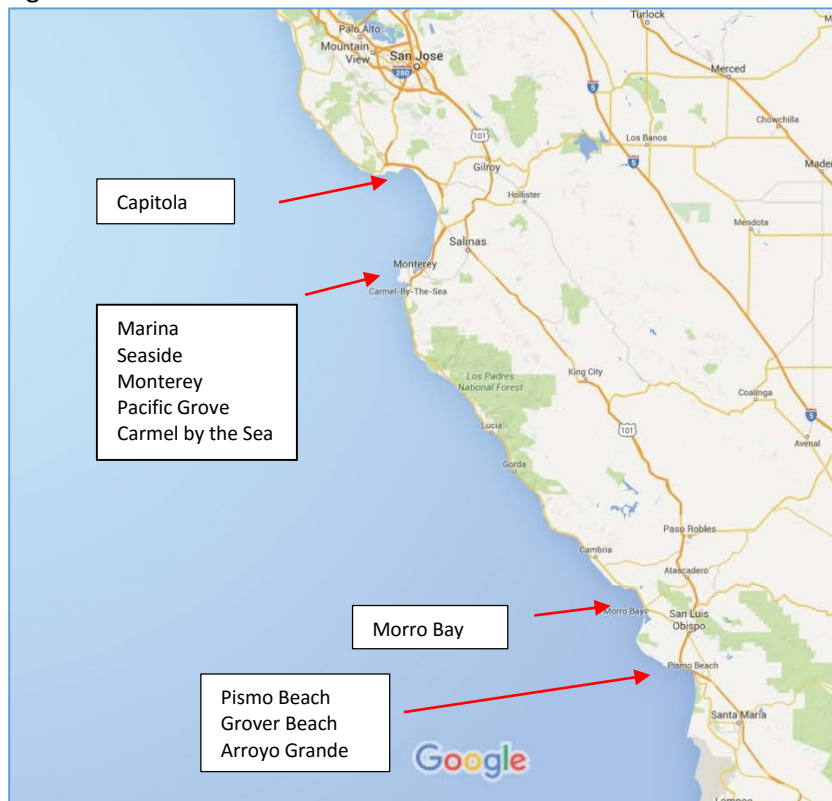 Turlock
Palo Alto
Mountain
View
San Jose
280
5
Merced
Chowchilla
101
Los Banos
5
Gilroy
Hollister
Capitola
Mendota
Salinas
Monterey
Carmel-By-The-Sea
Marina
Seaside
Monterey
Pacific Grove
Carmel by the Sea
Los Padres
National Forest
King City
Coalinga
5
Lucia
101
Avenal
Gorda
Paso Robles
Cambria
Atascadero
Morro Bay
San Luis
Obispo
Morro Bay
Pismo Beach
Pismo Beach
Grover Beach
Arroyo Grande
Santa Maria
Google